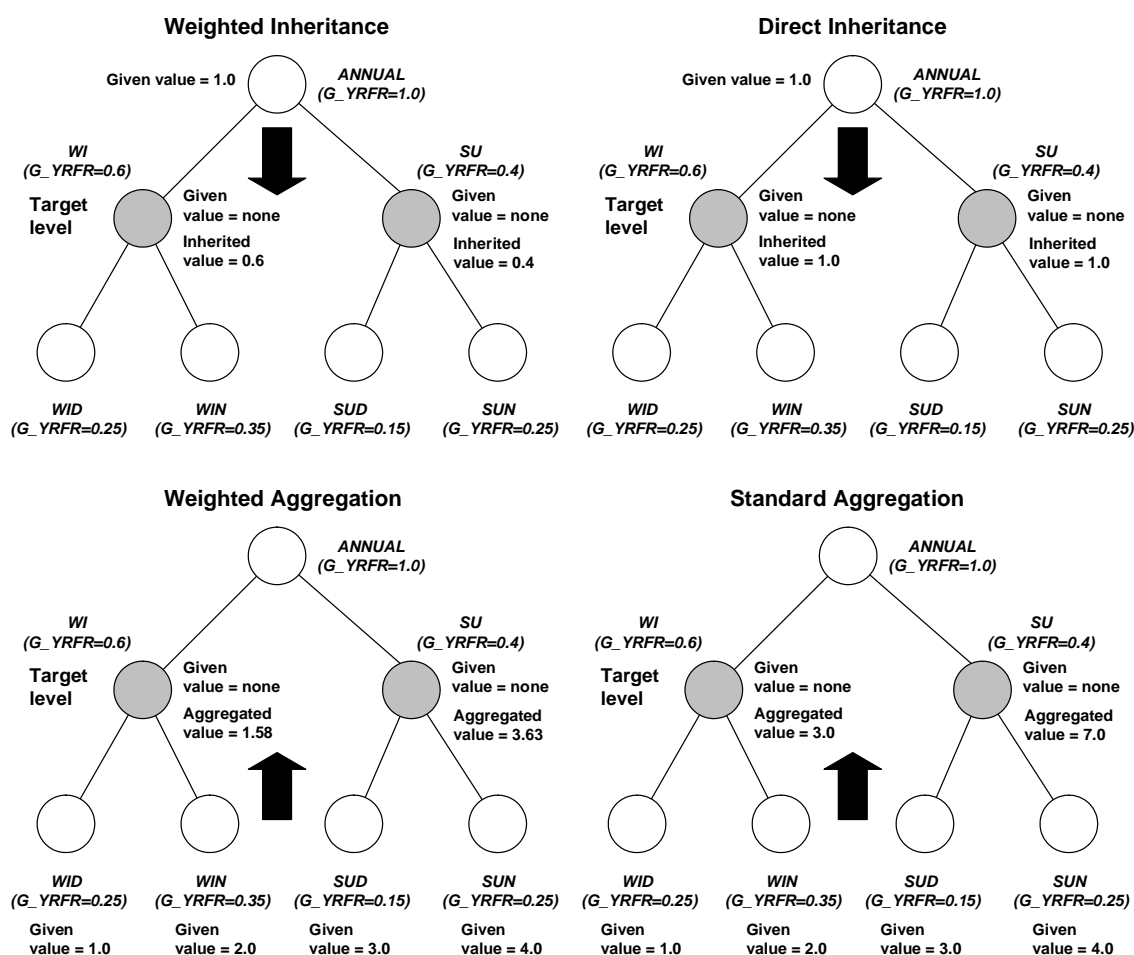 Weighted Inheritance
Given value = 1.0
ANNUAL
(G_YRFR=1.0)
WI
(G_YRFR=0.6)
SU
(G_YRFR=0.4)
Target
level
Given
value = none
Inherited
value = 0.6
Given
value = none
Inherited
value = 0.4
WID
(G_YRFR=0.25)
WIN
(G_YRFR=0.35)
SUD
(G_YRFR=0.15)
SUN
(G_YRFR=0.25)
Direct Inheritance
Given value = 1.0
ANNUAL
(G_YRFR=1.0)
WI
(G_YRFR=0.6)
SU
(G_YRFR=0.4)
Target
level
Given
value = none
Inherited
value = 1.0
Given
value = none
Inherited
value = 1.0
WID
(G_YRFR=0.25)
WIN
(G_YRFR=0.35)
SUD
(G_YRFR=0.15)
SUN
(G_YRFR=0.25)
Weighted Aggregation
ANNUAL
(G_YRFR=1.0)
WI
(G_YRFR=0.6)
SU
(G_YRFR=0.4)
Target
level
Given
value = none
Aggregated
value = 1.58
Given
value = none
Aggregated
value = 3.63
WID
(G_YRFR=0.25)
WIN
(G_YRFR=0.35)
SUD
(G_YRFR=0.15)
SUN
(G_YRFR=0.25)
Given
value = 1.0
Given
value = 2.0
Given
value = 3.0
Given
value = 4.0
Standard Aggregation
ANNUAL
(G_YRFR=1.0)
WI
(G_YRFR=0.6)
SU
(G_YRFR=0.4)
Target
level
Given
value = none
Aggregated
value = 3.0
Given
value = none
Aggregated
value = 7.0
WID
(G_YRFR=0.25)
WIN
(G_YRFR=0.35)
SUD
(G_YRFR=0.15)
SUN
(G_YRFR=0.25)
Given
value = 1.0
Given
value = 2.0
Given
value = 3.0
Given
value = 4.0